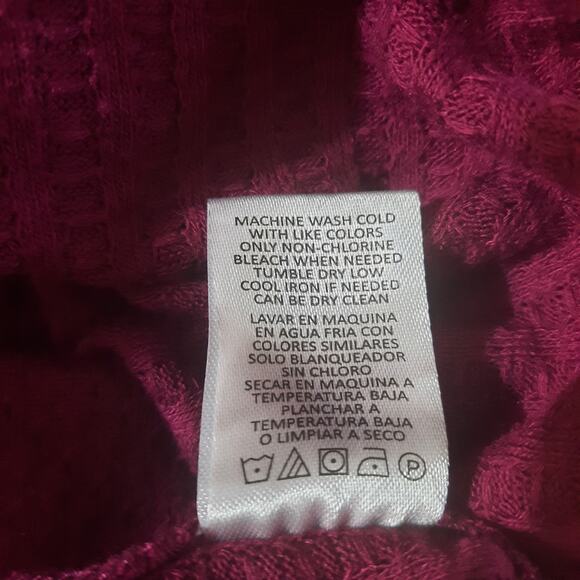 MACHINE WASH COLD
WITH LIKE COLORS
ONLY NON-CHLORINE
BLEACH WHEN NEEDED
TUMBLE DRY LOW
COOL IRON IF NEEDED
CAN BE DRY CLEAN
LAVAR EN MAQUINA
EN AGUA FRIA CON
COLORES SIMILARES
SOLO BLANQUEADOR
SIN CHLORO
SECAR EN MAQUINA A
TEMPERATURA BAJA
PLANCHAR A
TEMPERATURA BAJA
O LIMPIAR A SECO
P